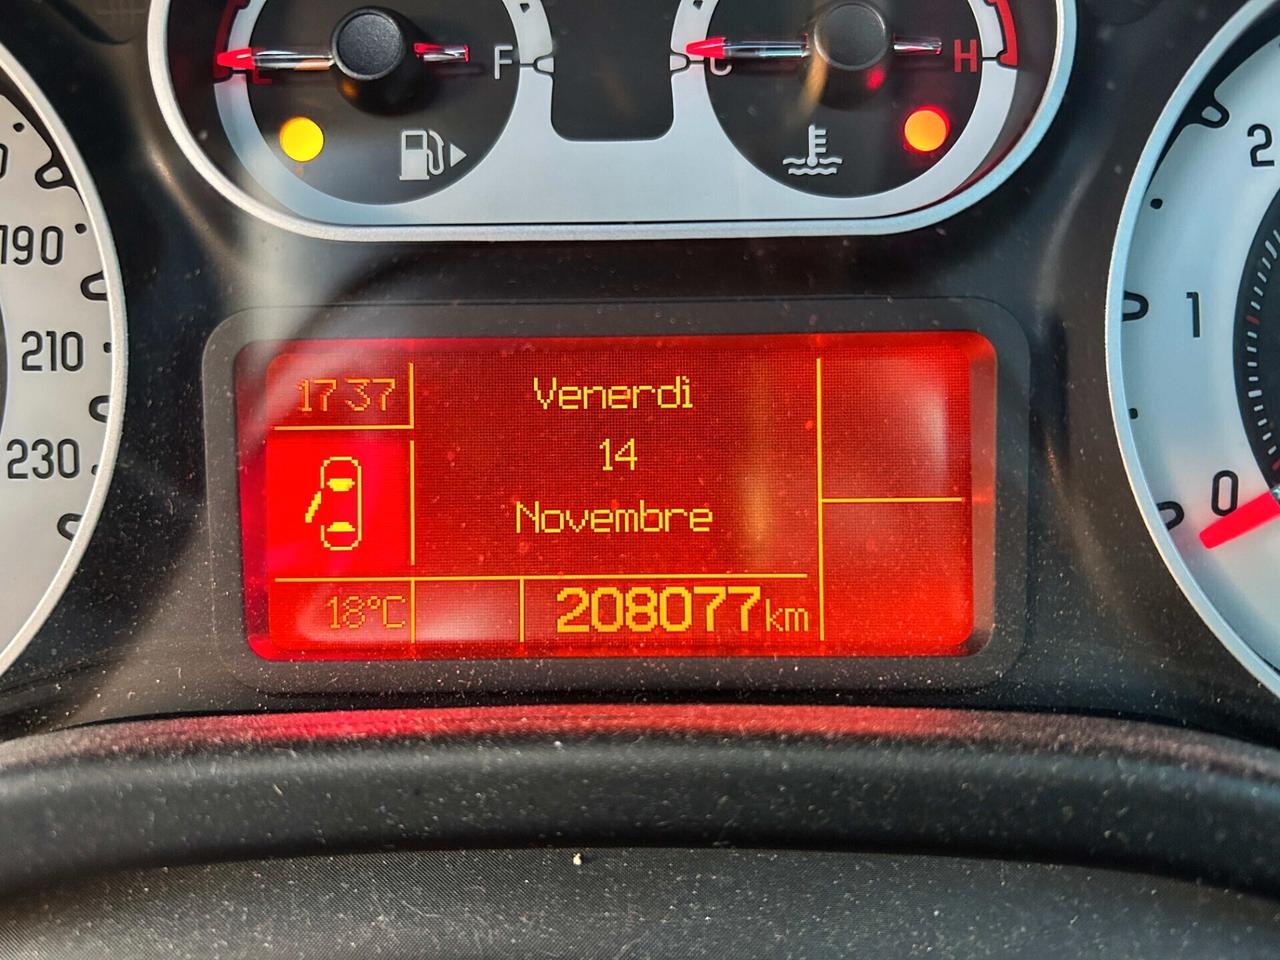 E
F
C
H
190
210
230
2
1
0
17 37
Venerdì
14
Novembre
18°C
208077km